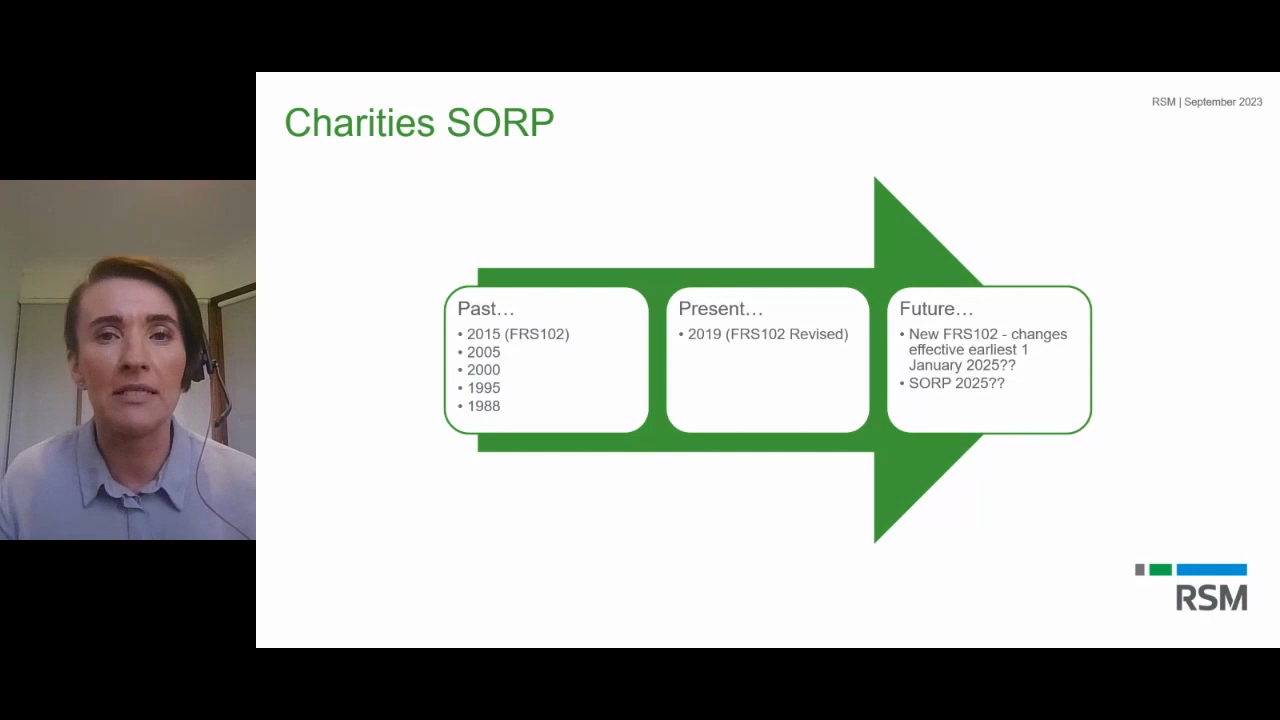 RSM | September 2023
Charities SORP
Past…
• 2015 (FRS102)
• 2005
• 2000
• 1995
• 1988
Present…
• 2019 (FRS102 Revised)
Future…
• New FRS102 - changes
effective earliest 1
January 2025??
• SORP 2025??
RSM